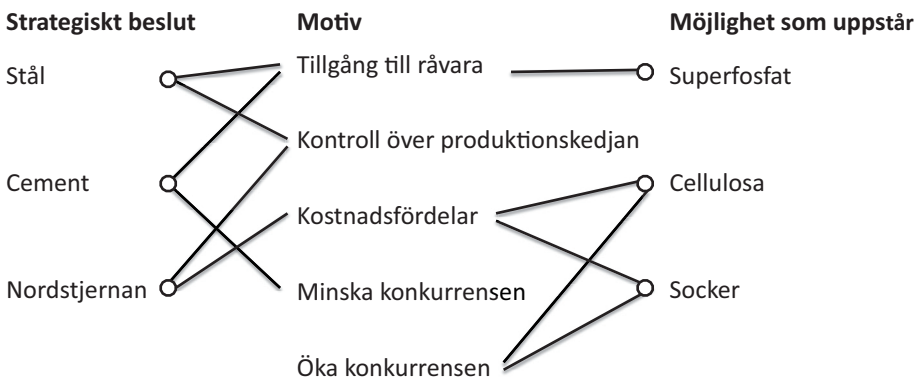 Strategiskt beslut Motiv Möjlighet som uppstår
Stål Tillgång till råvara Superfosfat
Kontroll över produktionskedjan
Cement Cellulosa
Kostnadsfördelar
Nordstjernan Minska konkurrensen Socker
Öka konkurrensen